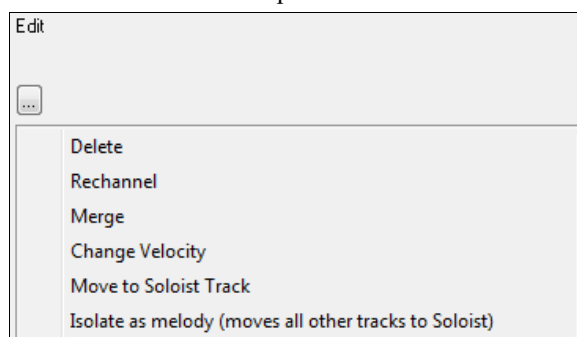 Edit
...
Delete
Rechannel
Merge
Change Velocity
Move to Soloist Track
Isolate as melody (moves all other tracks to Soloist)